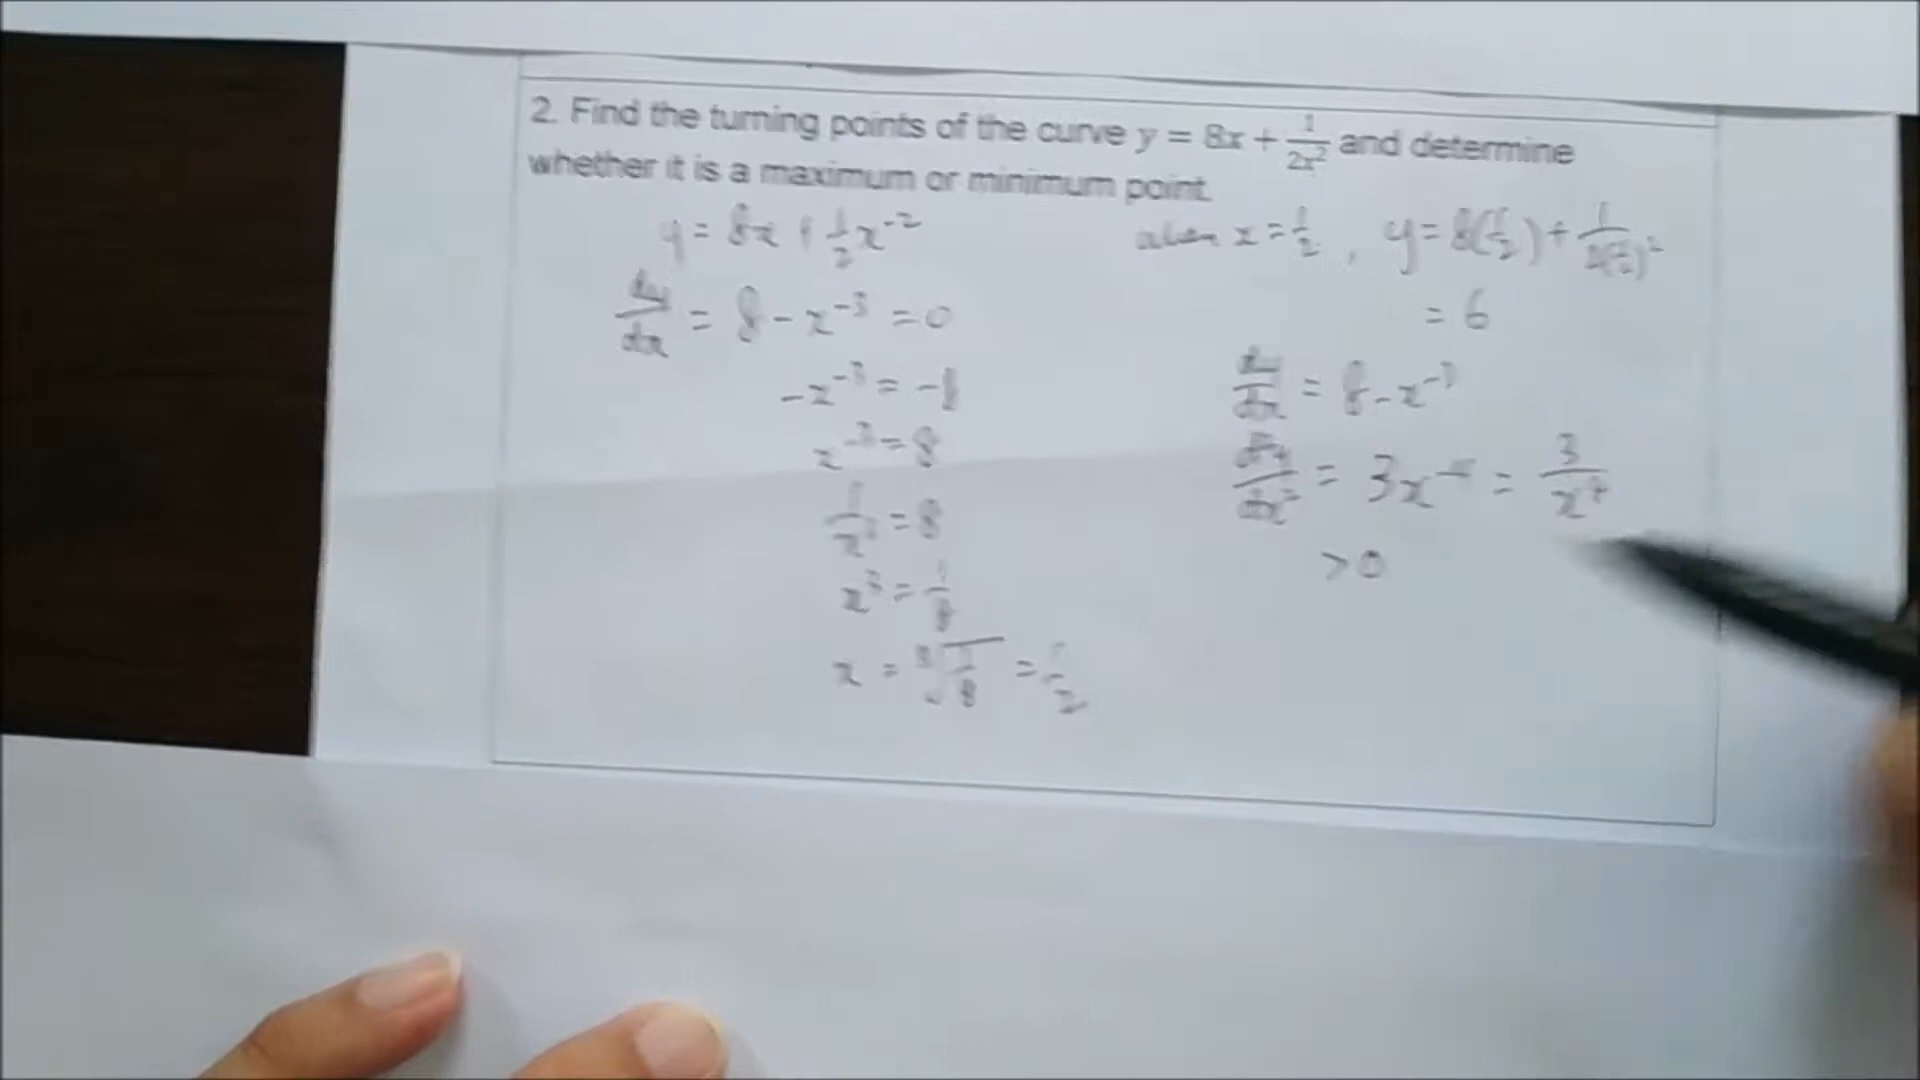 2. Find the turning points of the curve y = 8x + 1/(2x²) and determine
whether it is a maximum or minimum point.
y = 8x + 1/2 x⁻²
dy/dx = 8 - x⁻³ = 0
-x⁻³ = -8
x⁻³ = 8
1/x³ = 8
x³ = 1/8
x = ³√(1/8) = 1/2
when x = 1/2, y = 8(1/2) + 1/(2(1/2)²)
= 6
dy/dx = 8 - x⁻³
d²y/dx² = 3x⁻⁴ = 3/x⁴
> 0